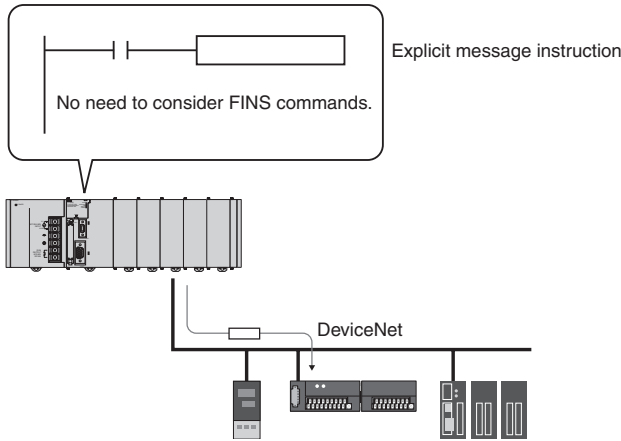 Explicit message instruction
No need to consider FINS commands.
DeviceNet